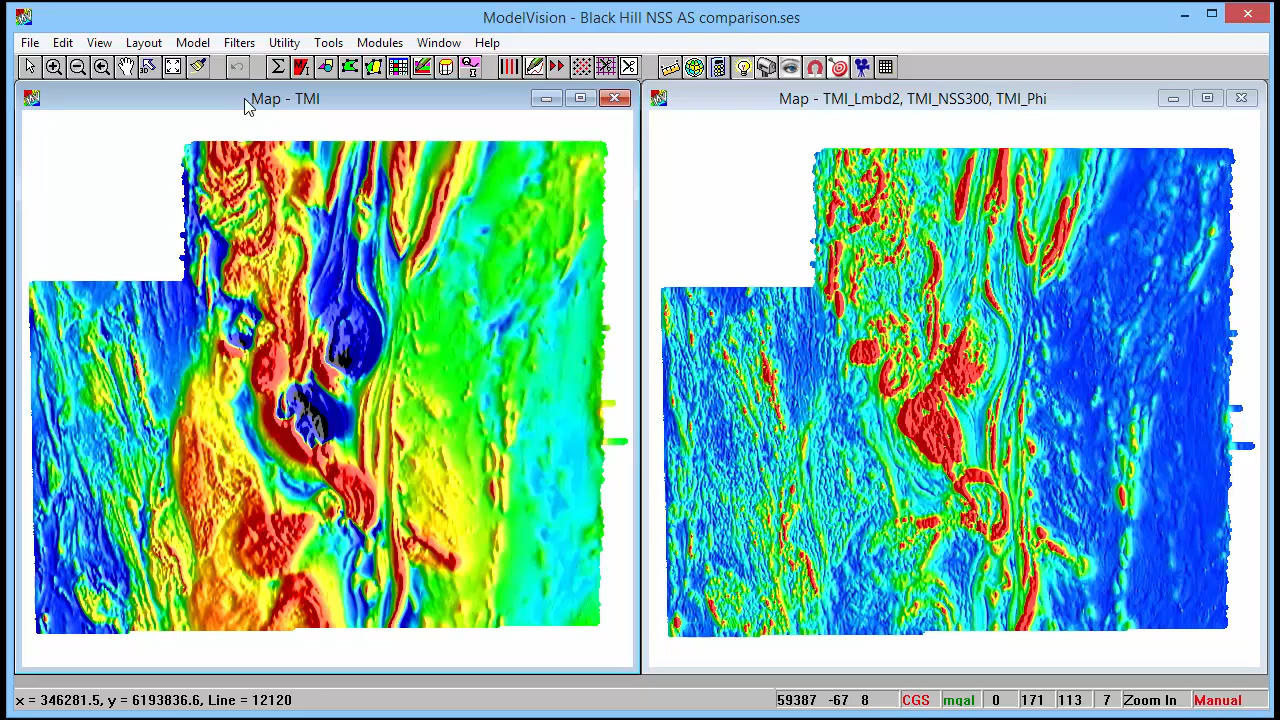 ModelVision - Black Hill NSS AS comparison.ses
File Edit View Layout Model Filters Utility Tools Modules Window Help
Map - TMI
Map - TMI_Lmbd2, TMI_NSS300, TMI_Phi
x = 346281.5, y = 6193836.6, Line = 12120
59387 -67 8 CGS mgal 0 171 113 7 Zoom In Manual